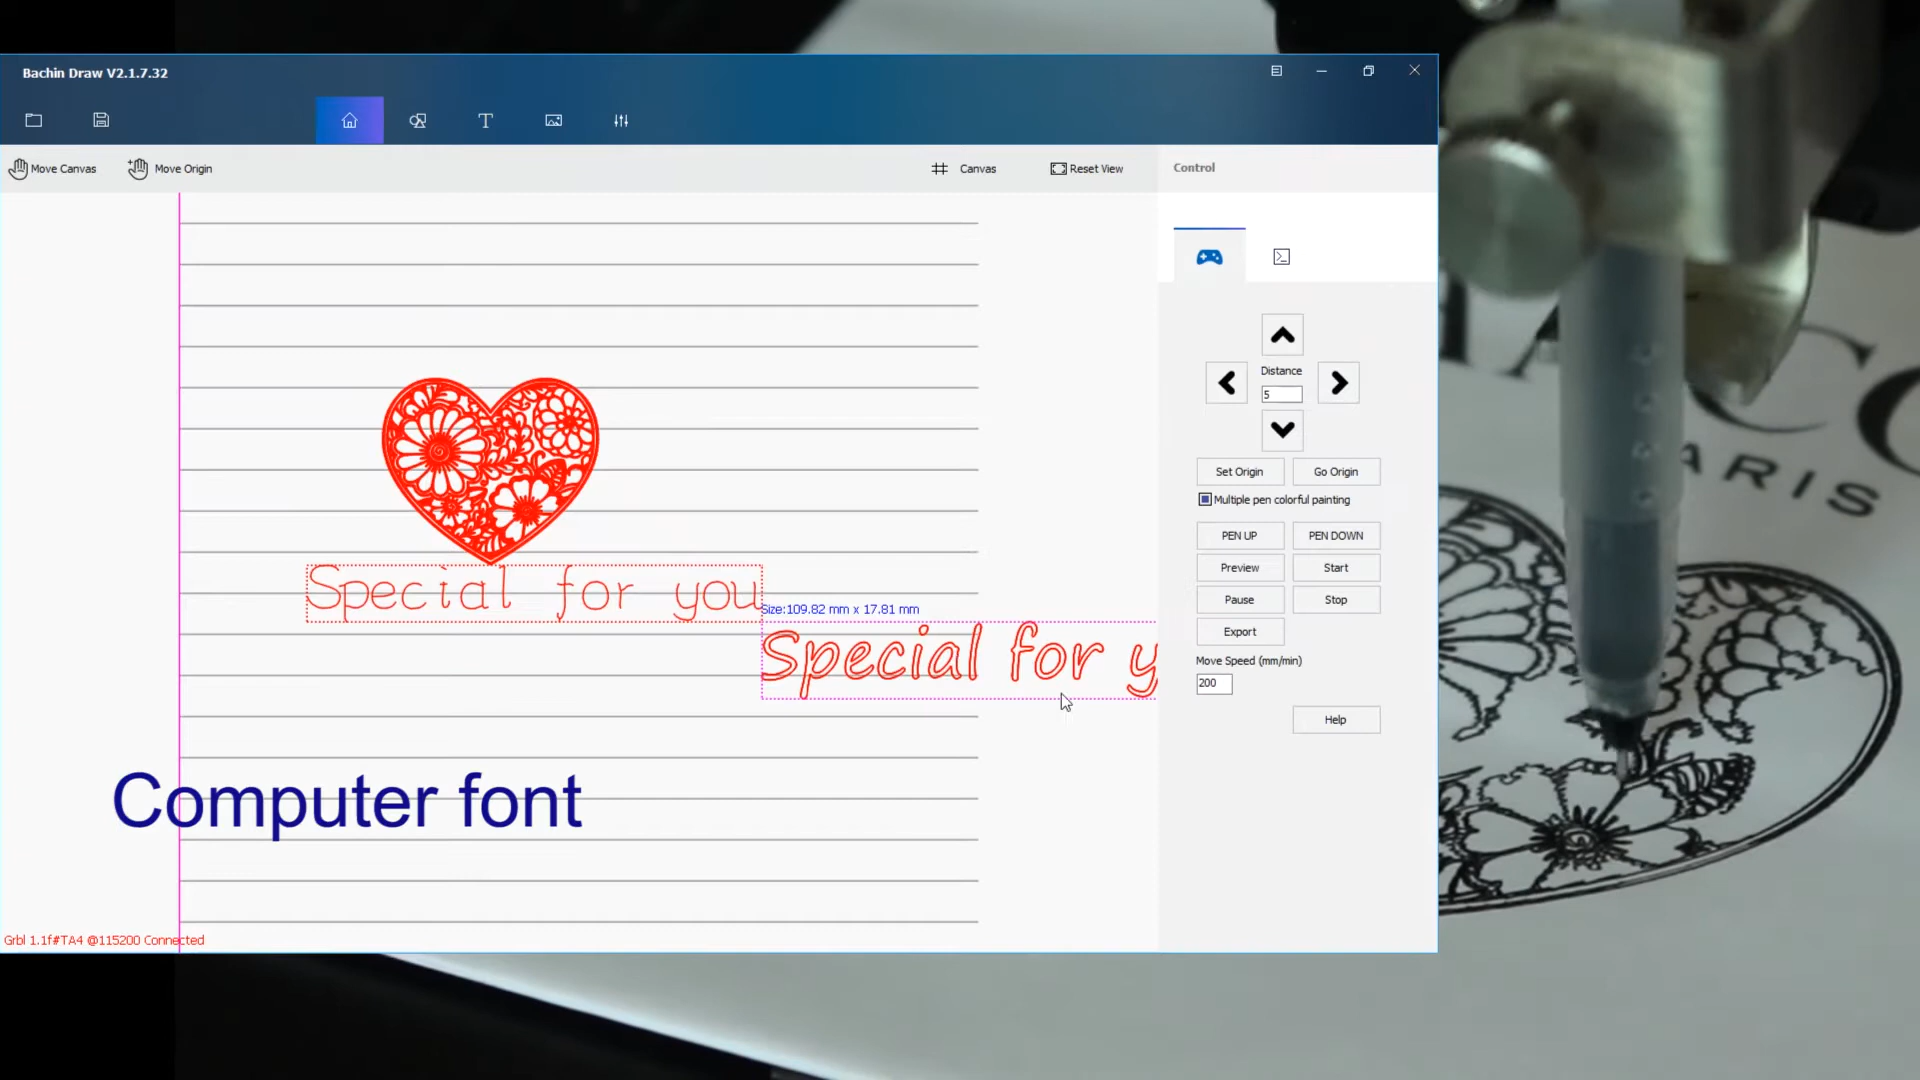 Bachin Draw V2.1.7.32
Move Canvas
Move Origin
Canvas
Reset View
Control
Distance
5
Set Origin
Go Origin
Multiple pen colorful painting
PEN UP
PEN DOWN
Preview
Start
Pause
Stop
Export
Move Speed (mm/min)
200
Help
Special for you
Size:109.82 mm x 17.81 mm
Special for y
Computer font
Grbl 1.1f#TA4 @115200 Connected
ARIS